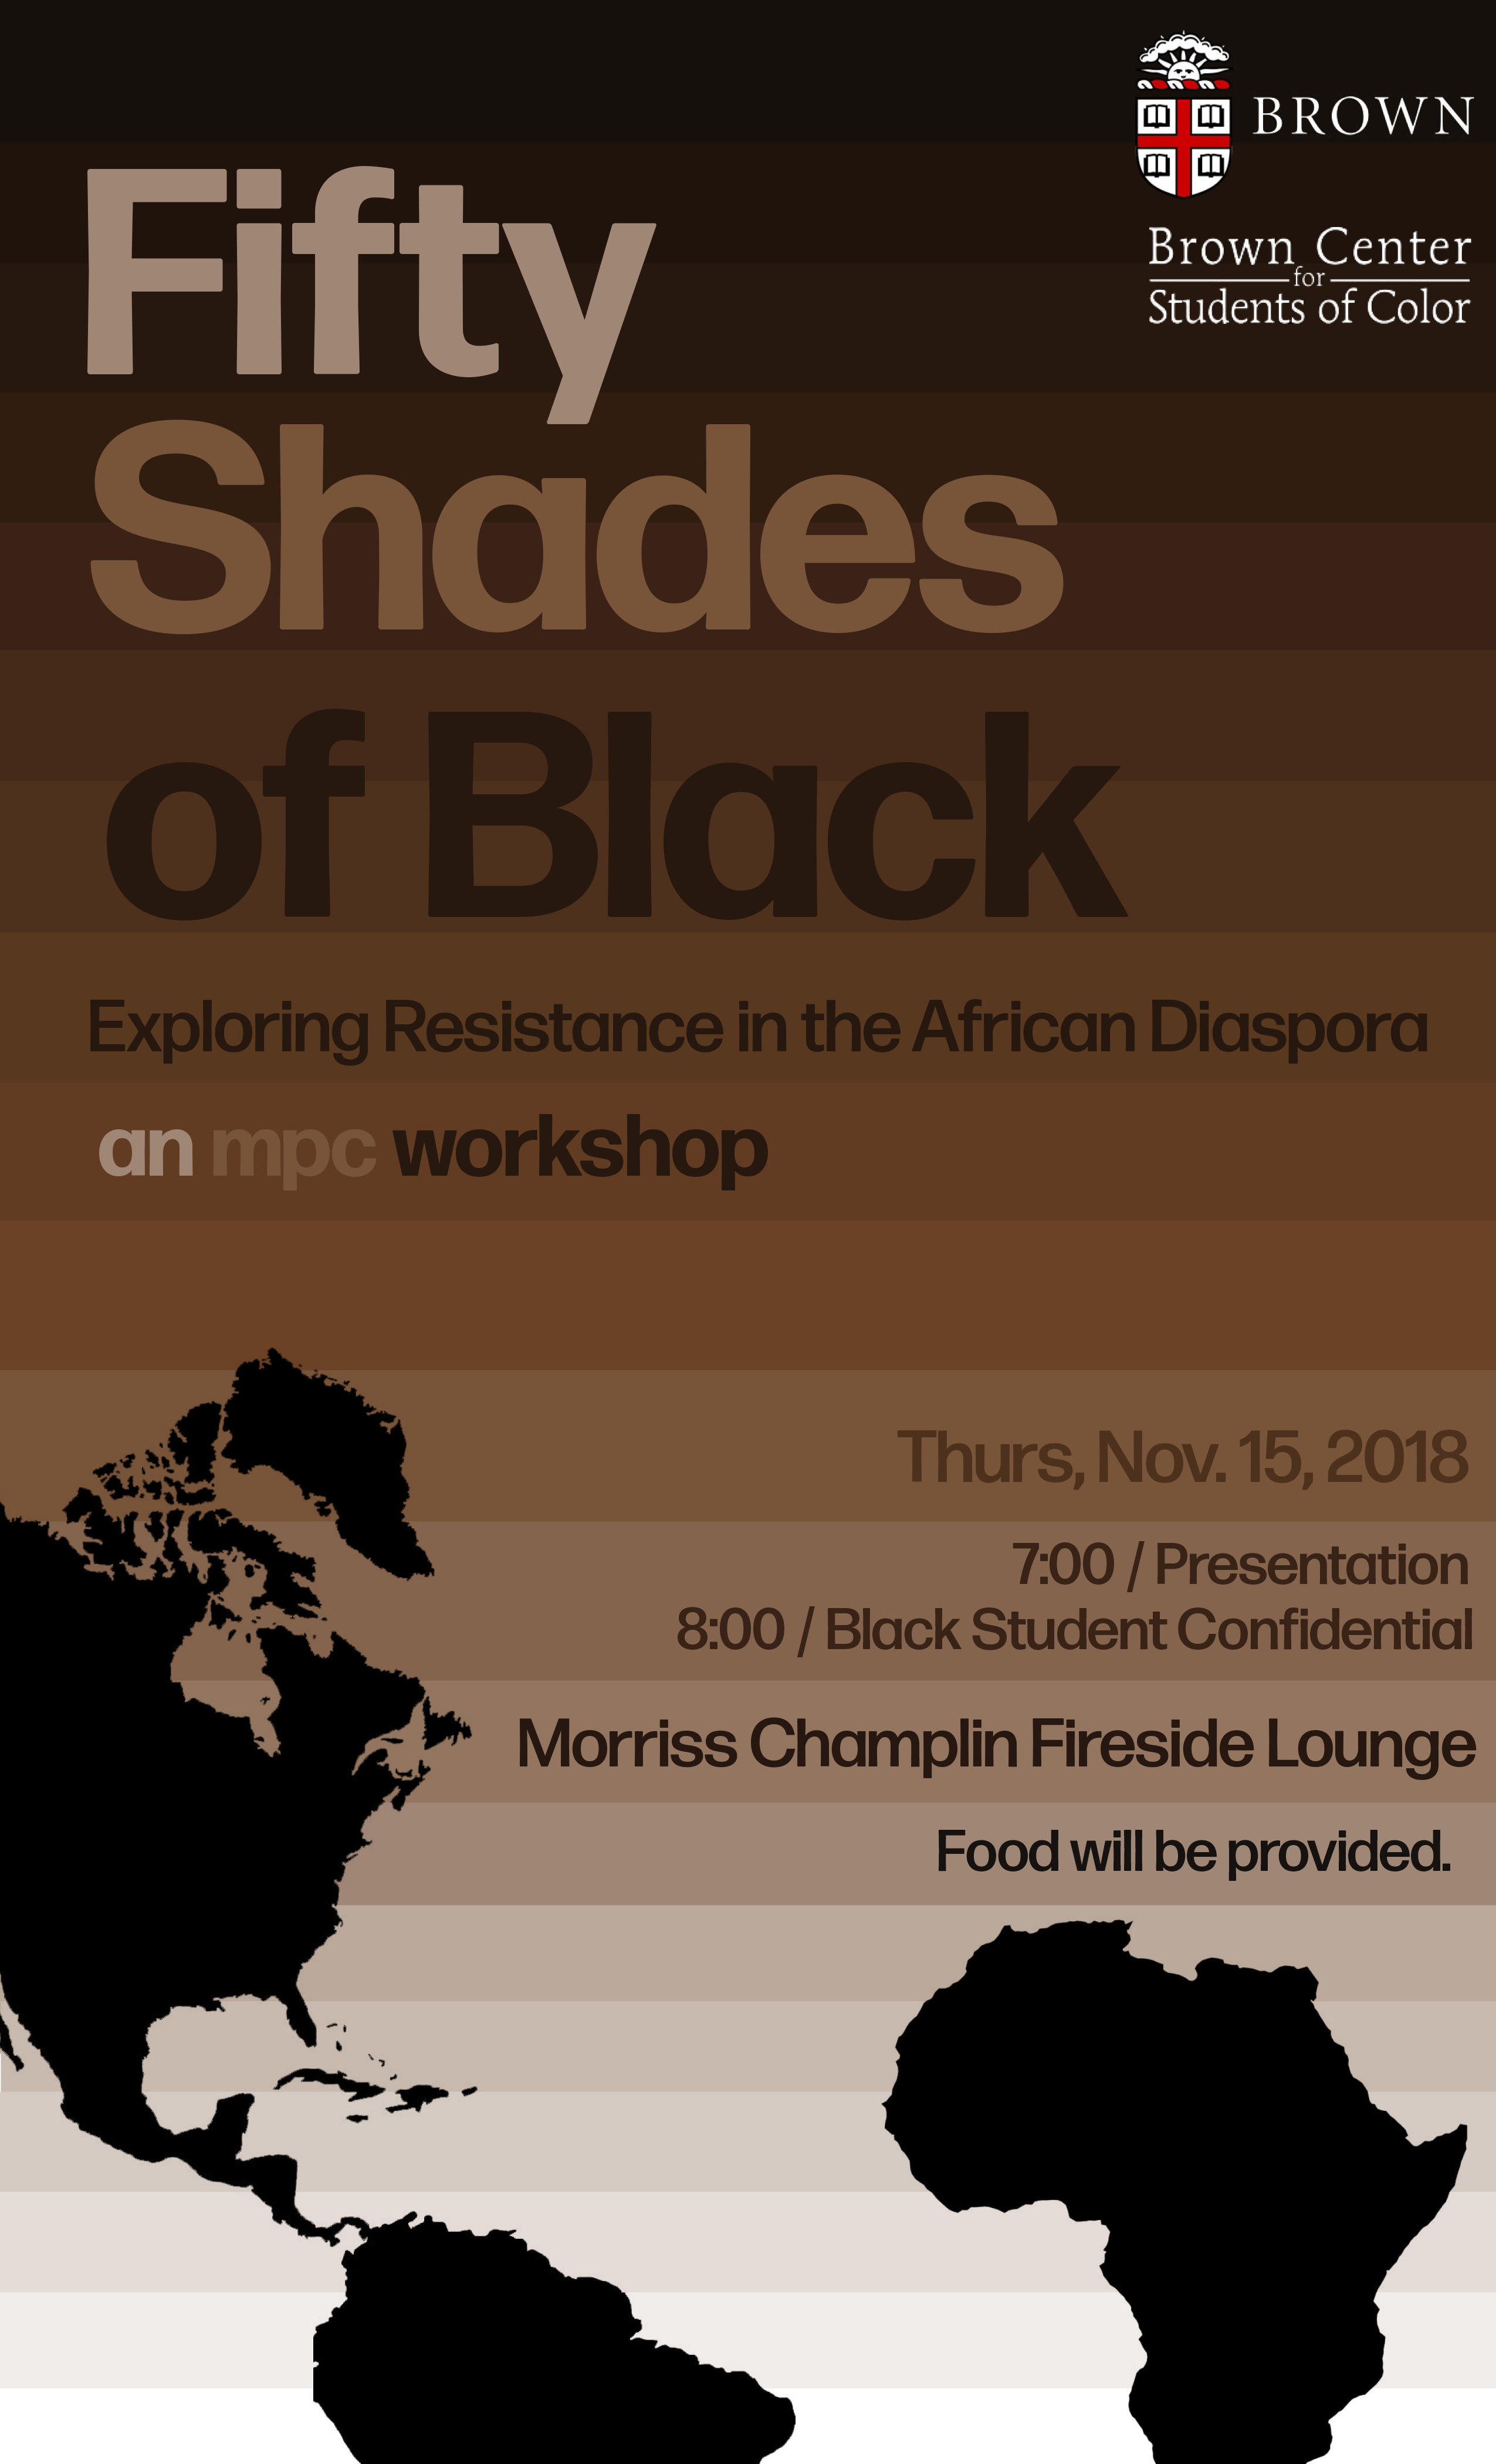 BROWN
Brown Center
for
Students of Color
Fifty
Shades
of Black
Exploring Resistance in the African Diaspora
an mpc workshop
Thurs, Nov. 15, 2018
7:00 / Presentation
8:00 / Black Student Confidential
Morriss Champlin Fireside Lounge
Food will be provided.